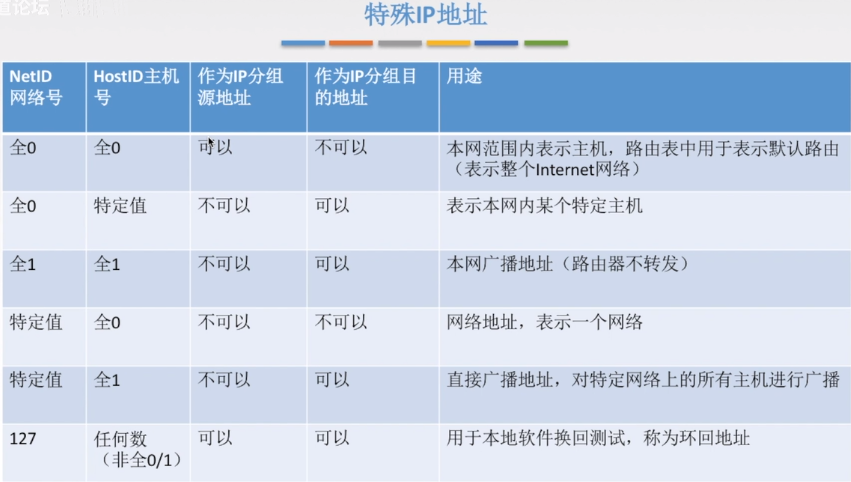 道论坛
特殊IP地址
NetID
网络号
HostID主机
号
作为IP分组
源地址
作为IP分组目
的地址
用途
全0
全0
可以
不可以
本网范围内表示主机，路由表中用于表示默认路由
（表示整个Internet网络）
全0
特定值
不可以
可以
表示本网内某个特定主机
全1
全1
不可以
可以
本网广播地址（路由器不转发）
特定值
全0
不可以
不可以
网络地址，表示一个网络
特定值
全1
不可以
可以
直接广播地址，对特定网络上的所有主机进行广播
127
任何数
（非全0/1）
可以
可以
用于本地软件换回测试，称为环回地址